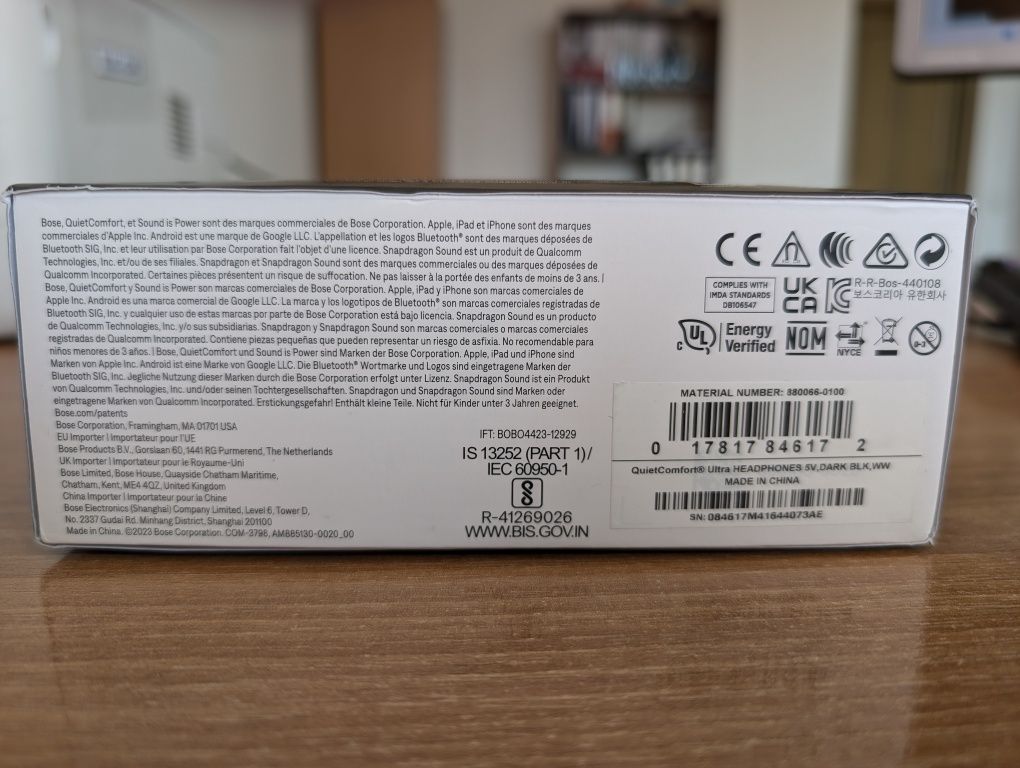 Bose, QuietComfort, et Sound is Power sont des marques commerciales de Bose Corporation. Apple, iPad et iPhone sont des marques
commerciales d'Apple Inc. Android est une marque de Google LLC. L'appellation et les logos Bluetooth® sont des marques déposées de
Bluetooth SIG, Inc. et leur utilisation par Bose Corporation fait l'objet d'une licence. Snapdragon Sound est un produit de Qualcomm
Technologies, Inc. et/ou de ses filiales. Snapdragon et Snapdragon Sound sont des marques commerciales ou des marques déposées de
Qualcomm Incorporated. Certaines pièces présentent un risque de suffocation. Ne pas laisser à la portée des enfants de moins de 3 ans. |
Bose, QuietComfort y Sound is Power son marcas comerciales de Bose Corporation. Apple, iPad y iPhone son marcas comerciales de
Apple Inc. Android es una marca comercial de Google LLC. La marca y los logotipos de Bluetooth® son marcas comerciales registradas de
Bluetooth SIG, Inc. y cualquier uso de estas marcas por parte de Bose Corporation está bajo licencia. Snapdragon Sound es un producto
de Qualcomm Technologies, Inc. y/o sus subsidiarias. Snapdragon y Snapdragon Sound son marcas comerciales o marcas comerciales
registradas de Qualcomm Incorporated. Contiene piezas pequeñas que pueden representar un riesgo de asfixia. No recomendable para
niños menores de 3 años. | Bose, QuietComfort und Sound is Power sind Marken der Bose Corporation. Apple, iPad und iPhone sind
Marken von Apple Inc. Android ist eine Marke von Google LLC. Die Bluetooth® Wortmarke und Logos sind eingetragene Marken der
Bluetooth SIG, Inc. Jegliche Nutzung dieser Marken durch die Bose Corporation erfolgt unter Lizenz. Snapdragon Sound ist ein Produkt
von Qualcomm Technologies, Inc. und/oder seinen Tochtergesellschaften. Snapdragon und Snapdragon Sound sind Marken oder
eingetragene Marken von Qualcomm Incorporated. Erstickungsgefahr! Enthält kleine Teile. Nicht für Kinder unter 3 Jahren geeignet.
Bose.com/patents
Bose Corporation, Framingham, MA 01701 USA
EU Importer | Importateur pour l'UE
Bose Products B.V., Gorslaan 60, 1441 RG Purmerend, The Netherlands
UK Importer | Importateur pour le Royaume-Uni
Bose Limited, Bose House, Quayside Chatham Maritime,
Chatham, Kent, ME4 4QZ, United Kingdom
China Importer | Importateur pour la Chine
Bose Electronics (Shanghai) Company Limited, Level 6, Tower D,
No. 2337 Gudai Rd. Minhang District, Shanghai 201100
Made in China. ©2023 Bose Corporation. COM-3798, AM885130-0020_00
IFT: BOBO4423-12929
IS 13252 (PART 1)/
IEC 60950-1
R-41269026
WWW.BIS.GOV.IN
CE
COMPLIES WITH
IMDA STANDARDS
DB106547
UK
CA
R-R-Bos-440108
보스코리아 유한회사
c UL
Energy
Verified
NOM
NYCE
MATERIAL NUMBER: 880066-0100
0 17817 84617 2
QuietComfort® Ultra HEADPHONES 5V,DARK BLK,WW
MADE IN CHINA
SN: 084617M41644073AE